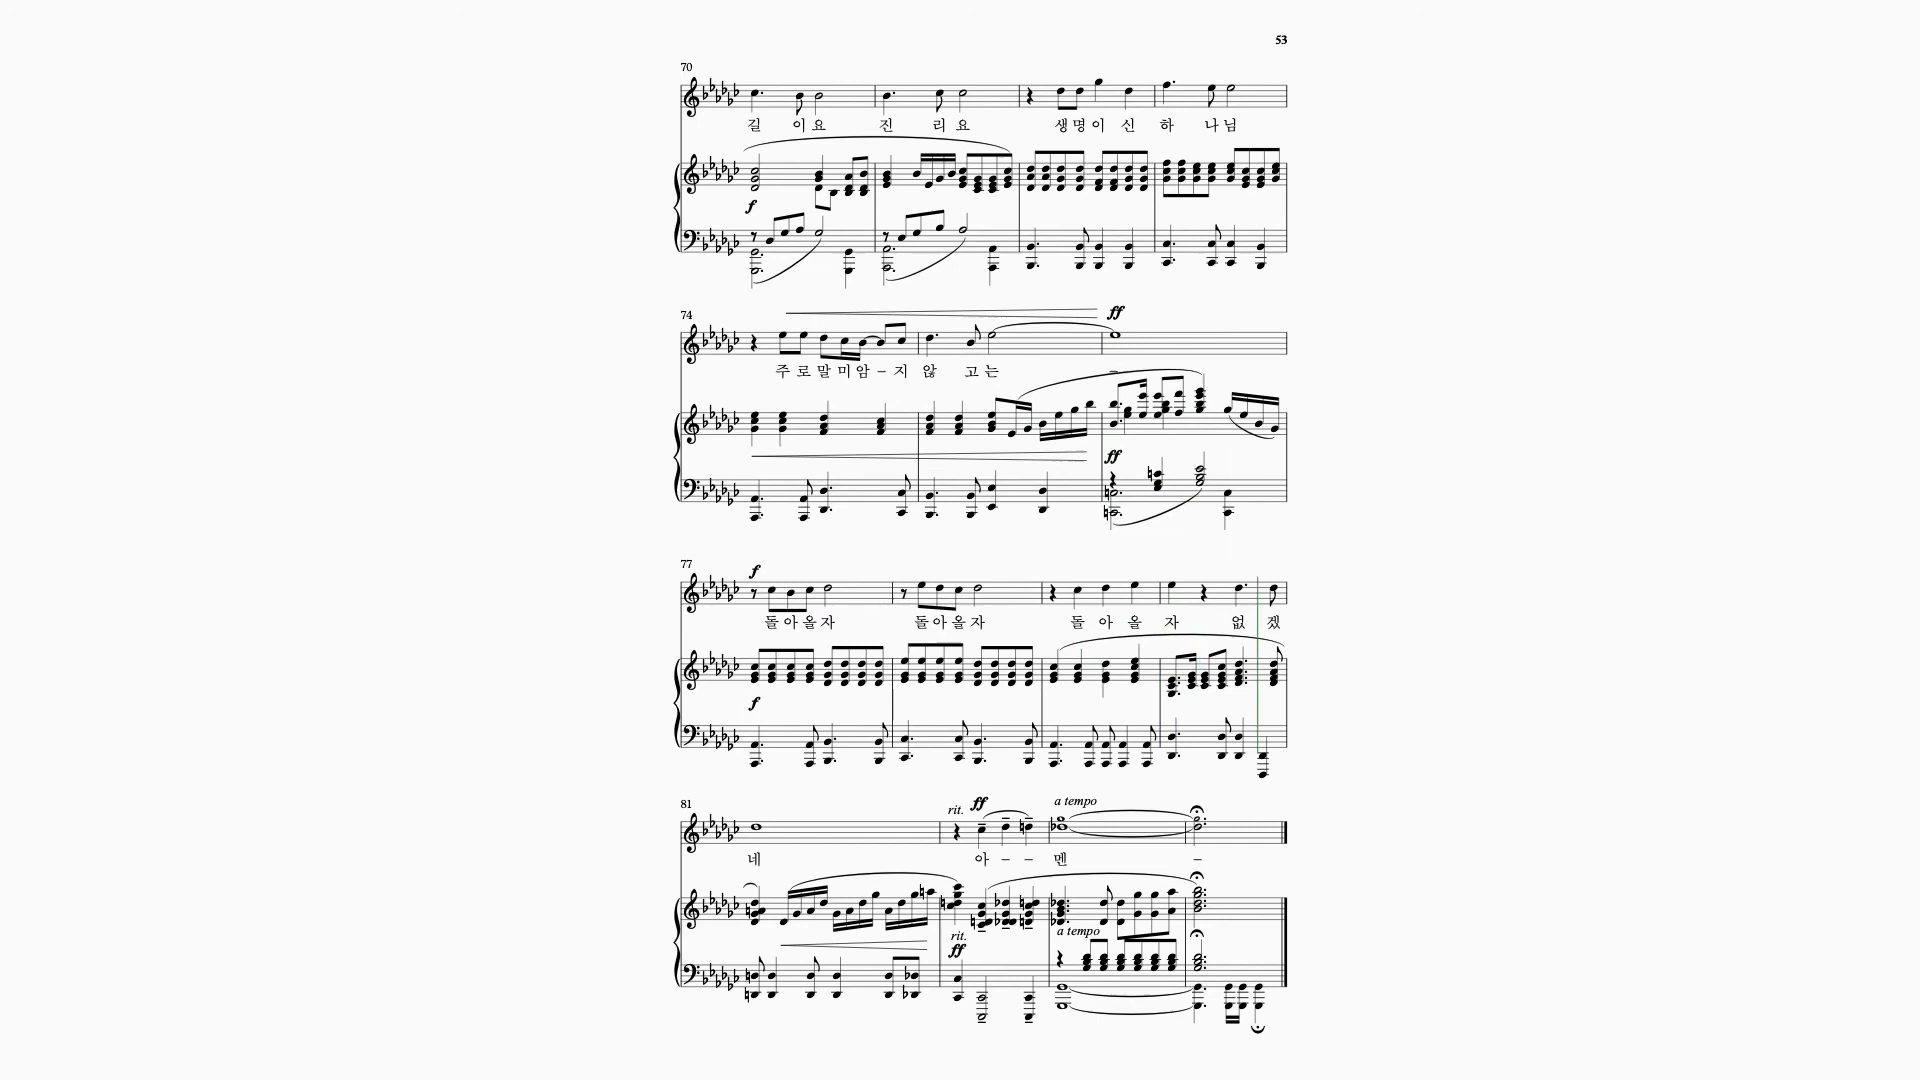 53
70
길 이 요 진 리 요 생 명 이 신 하 나 님
f
74
ff
주 로 말 미 암 – 지 않 고 는 –
ff
77
f
돌 아 올 자 돌 아 올 자 돌 아 올 자 없 겠
f
81
rit. ff a tempo
네 아 – – 멘 –
rit. a tempo
ff